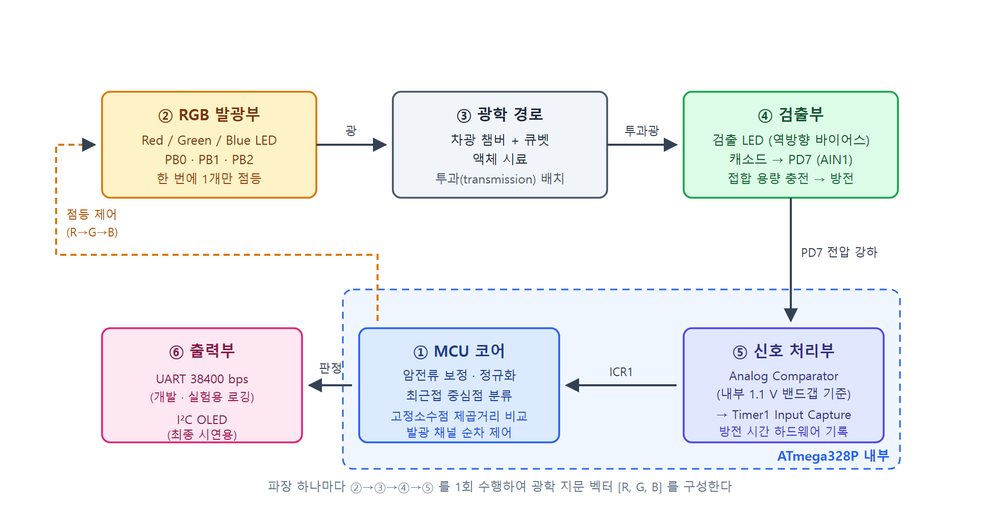 ② RGB 발광부
Red / Green / Blue LED
PB0 · PB1 · PB2
한 번에 1개만 점등
광
③ 광학 경로
차광 챔버 + 큐벳
액체 시료
투과(transmission) 배치
투과광
④ 검출부
검출 LED (역방향 바이어스)
캐소드 → PD7 (AIN1)
접합 용량 충전 → 방전
점등 제어
(R→G→B)
PD7 전압 강하
⑥ 출력부
UART 38400 bps
(개발 · 실험용 로깅)
I²C OLED
(최종 시연용)
판정
① MCU 코어
암전류 보정 · 정규화
최근접 중심점 분류
고정소수점 제곱거리 비교
발광 채널 순차 제어
ICR1
⑤ 신호 처리부
Analog Comparator
(내부 1.1 V 밴드갭 기준)
→ Timer1 Input Capture
방전 시간 하드웨어 기록
ATmega328P 내부
파장 하나마다 ②→③→④→⑤ 를 1회 수행하여 광학 지문 벡터 [R, G, B] 를 구성한다